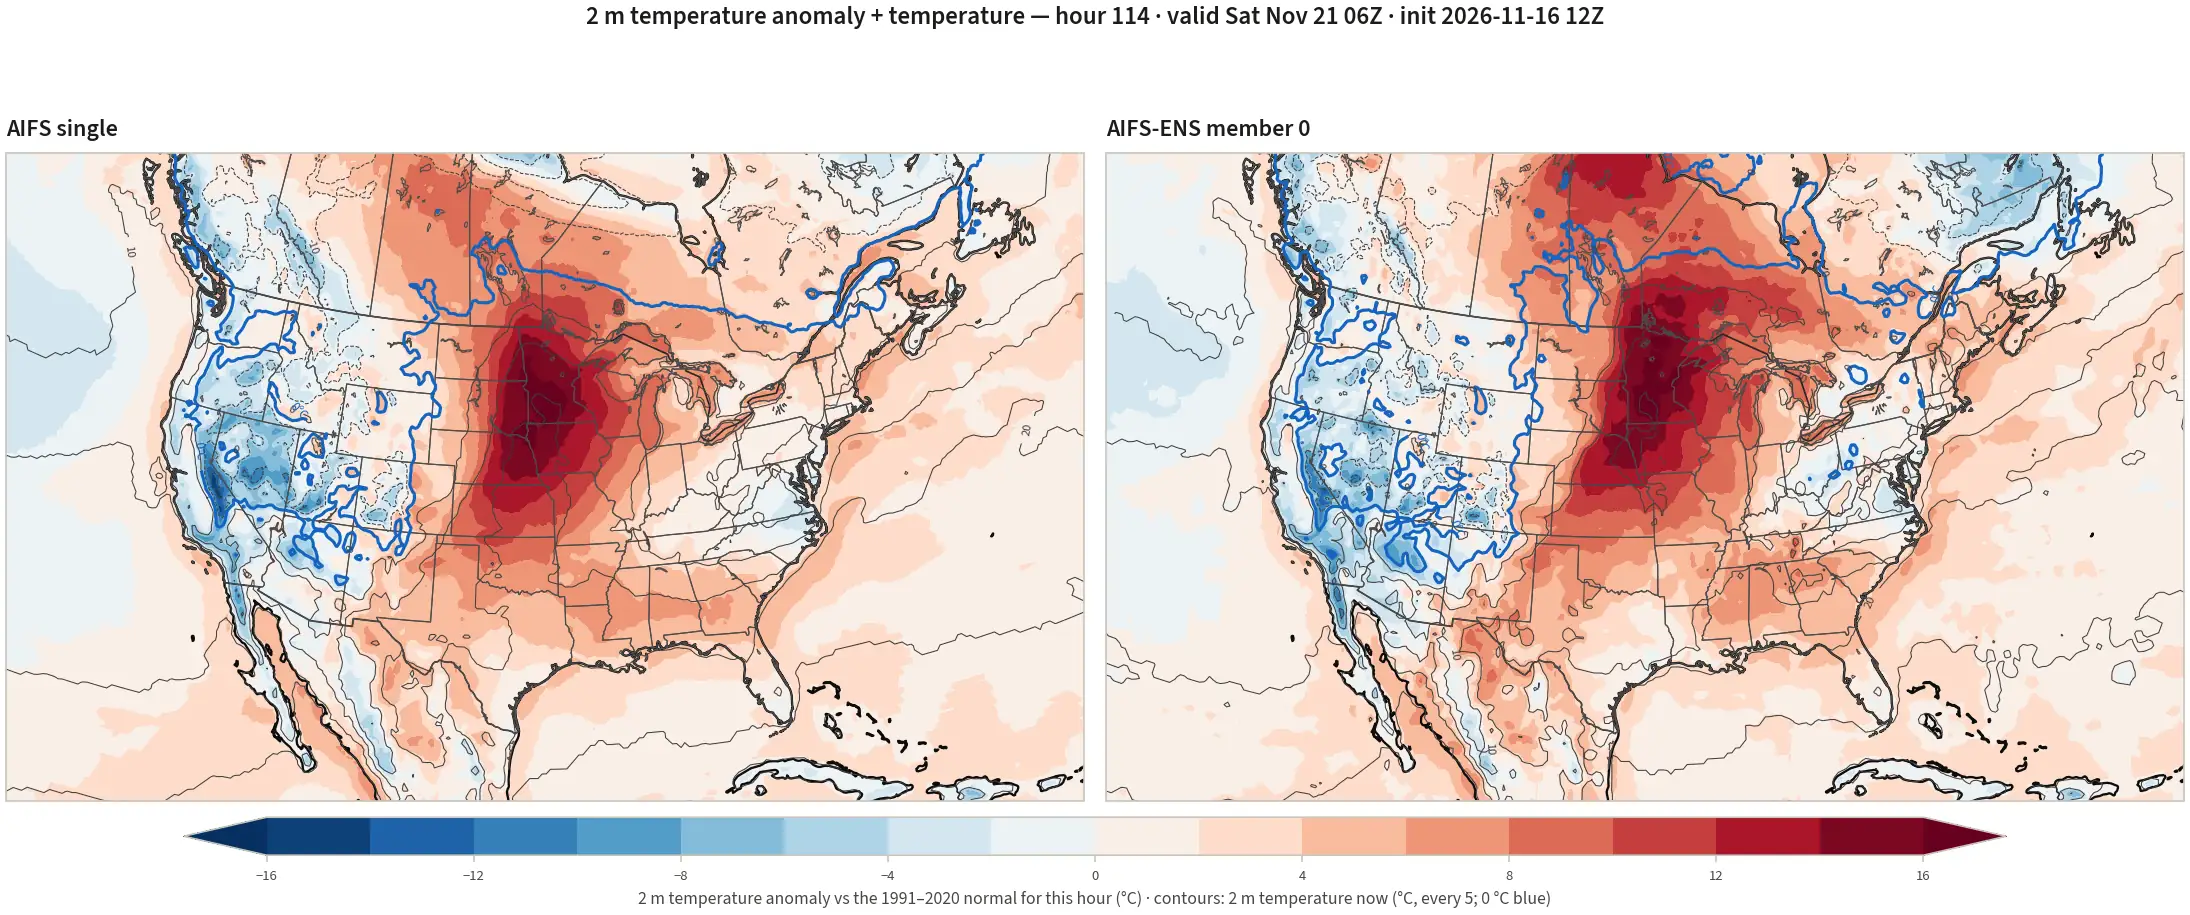 2 m temperature anomaly + temperature — hour 114 · valid Sat Nov 21 06Z · init 2026-11-16 12Z
AIFS single
AIFS-ENS member 0
10
20
−16
−12
−8
−4
0
4
8
12
16
2 m temperature anomaly vs the 1991–2020 normal for this hour (°C) · contours: 2 m temperature now (°C, every 5; 0 °C blue)